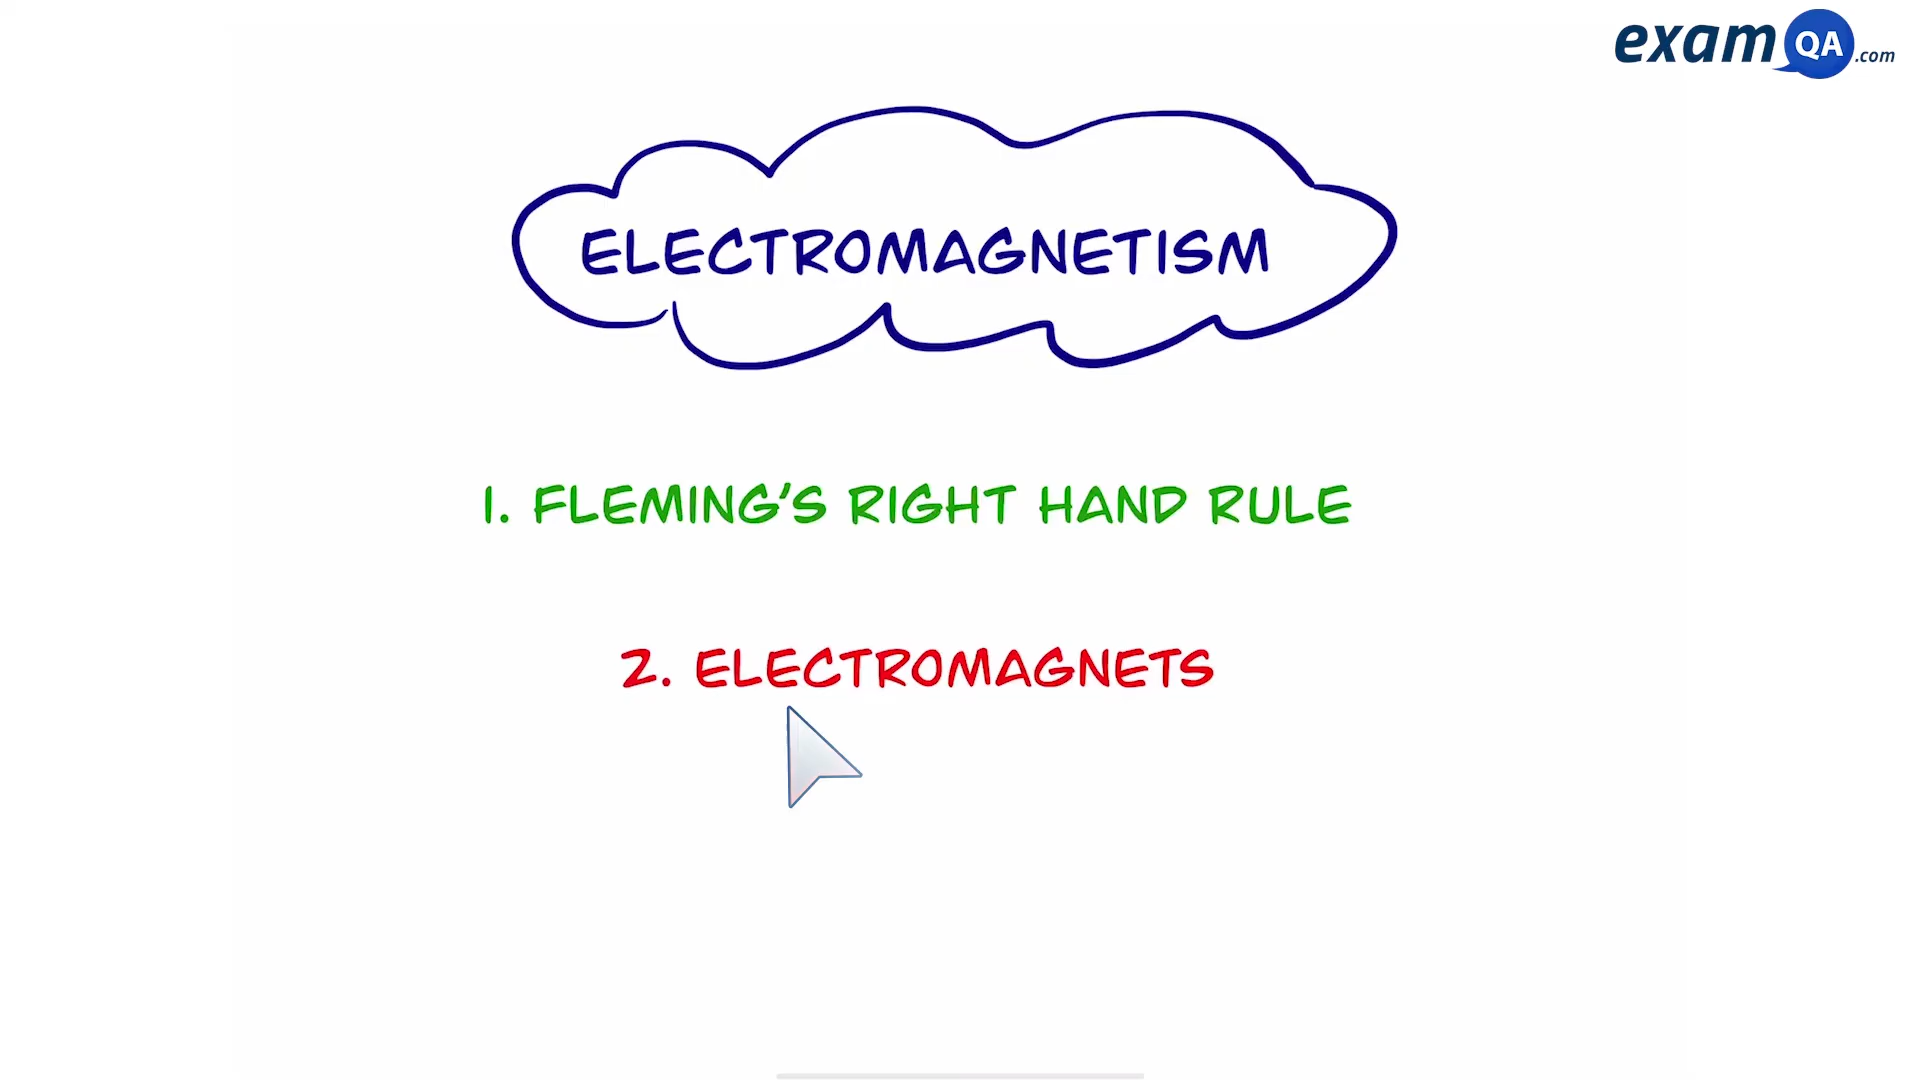 examQA.com
ELECTROMAGNETISM
1. FLEMING'S RIGHT HAND RULE
2. ELECTROMAGNETS